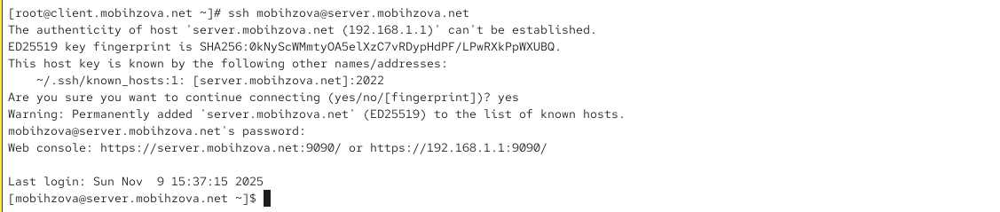 [root@client.mobihzova.net ~]# ssh mobihzova@server.mobihzova.net
The authenticity of host 'server.mobihzova.net (192.168.1.1)' can't be established.
ED25519 key fingerprint is SHA256:0kNyScWMmtyOA5elXzC7vRDypHdPF/LPwRXkPpWXUBQ.
This host key is known by the following other names/addresses:
    ~/.ssh/known_hosts:1: [server.mobihzova.net]:2022
Are you sure you want to continue connecting (yes/no/[fingerprint])? yes
Warning: Permanently added 'server.mobihzova.net' (ED25519) to the list of known hosts.
mobihzova@server.mobihzova.net's password:
Web console: https://server.mobihzova.net:9090/ or https://192.168.1.1:9090/

Last login: Sun Nov  9 15:37:15 2025
[mobihzova@server.mobihzova.net ~]$